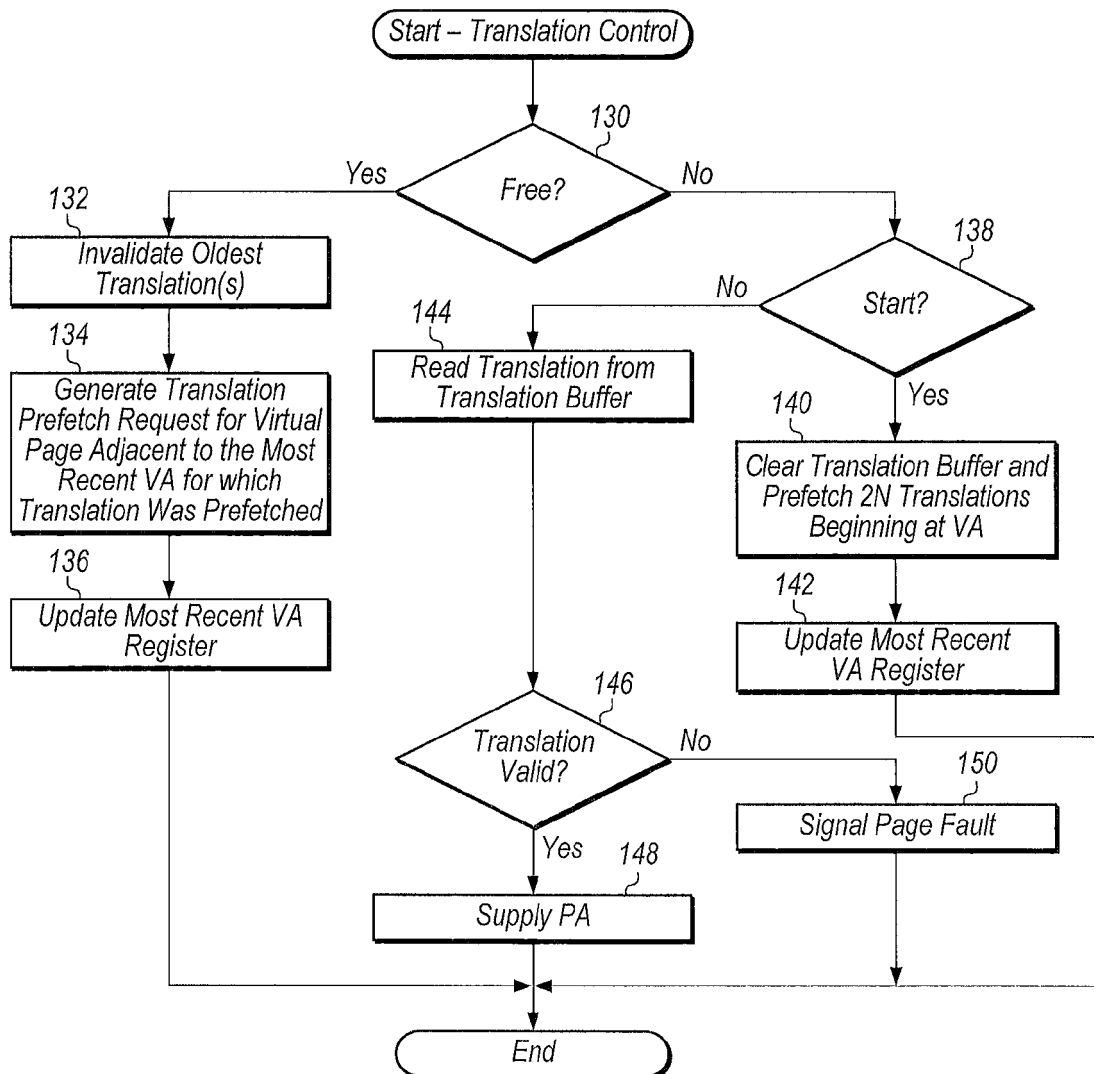 Start – Translation Control
130
Free?
Yes
No
132
Invalidate Oldest
Translation(s)
134
Generate Translation
Prefetch Request for Virtual
Page Adjacent to the Most
Recent VA for which
Translation Was Prefetched
136
Update Most Recent VA
Register
138
Start?
No
Yes
144
Read Translation from
Translation Buffer
140
Clear Translation Buffer and
Prefetch 2N Translations
Beginning at VA
142
Update Most Recent
VA Register
146
Translation
Valid?
No
Yes
150
Signal Page Fault
148
Supply PA
End